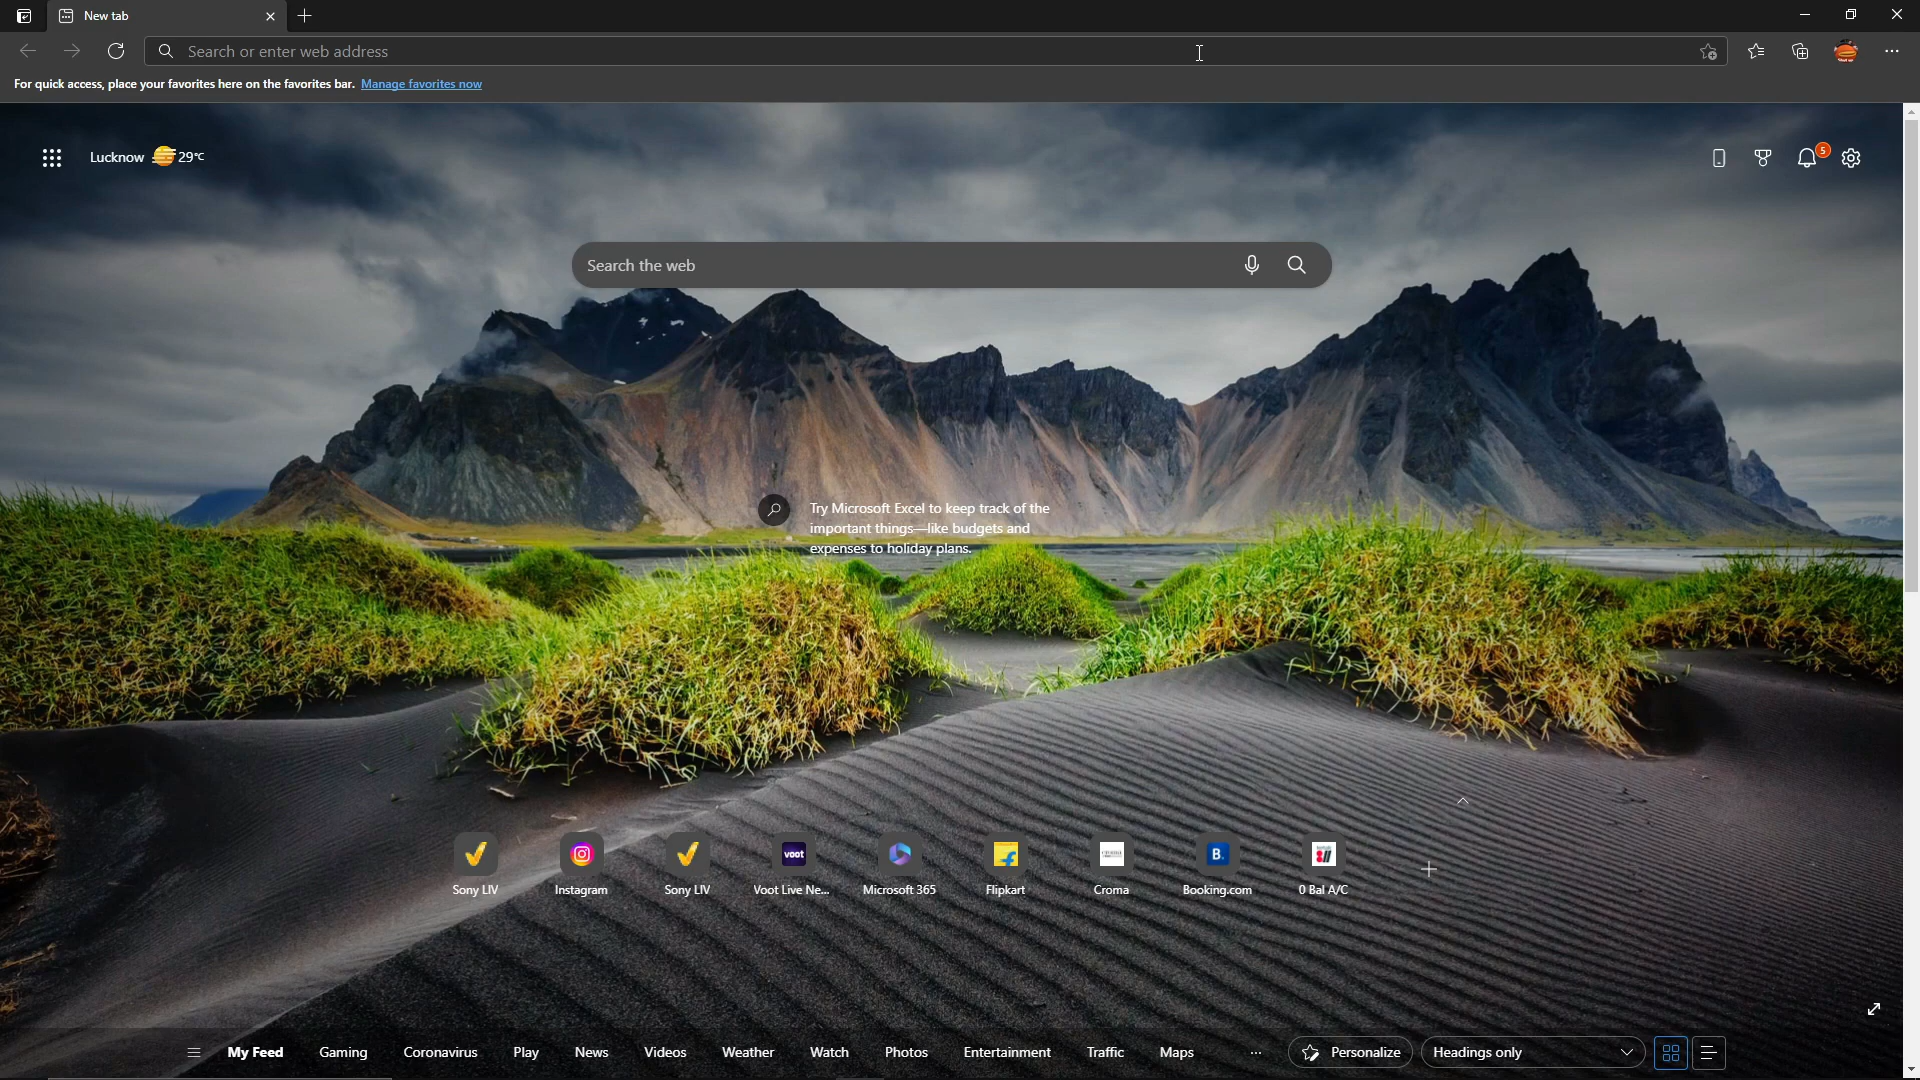 New tab
Search or enter web address
For quick access, place your favorites here on the favorites bar. Manage favorites now
Lucknow 29°C
5
Search the web
Try Microsoft Excel to keep track of the
important things—like budgets and
expenses to holiday plans.
voot
B.
Sony LIV Instagram Sony LIV Voot Live Ne... Microsoft 365 Flipkart Croma Booking.com 0 Bal A/C
My Feed Gaming Coronavirus Play News Videos Weather Watch Photos Entertainment Traffic Maps ... Personalize Headings only